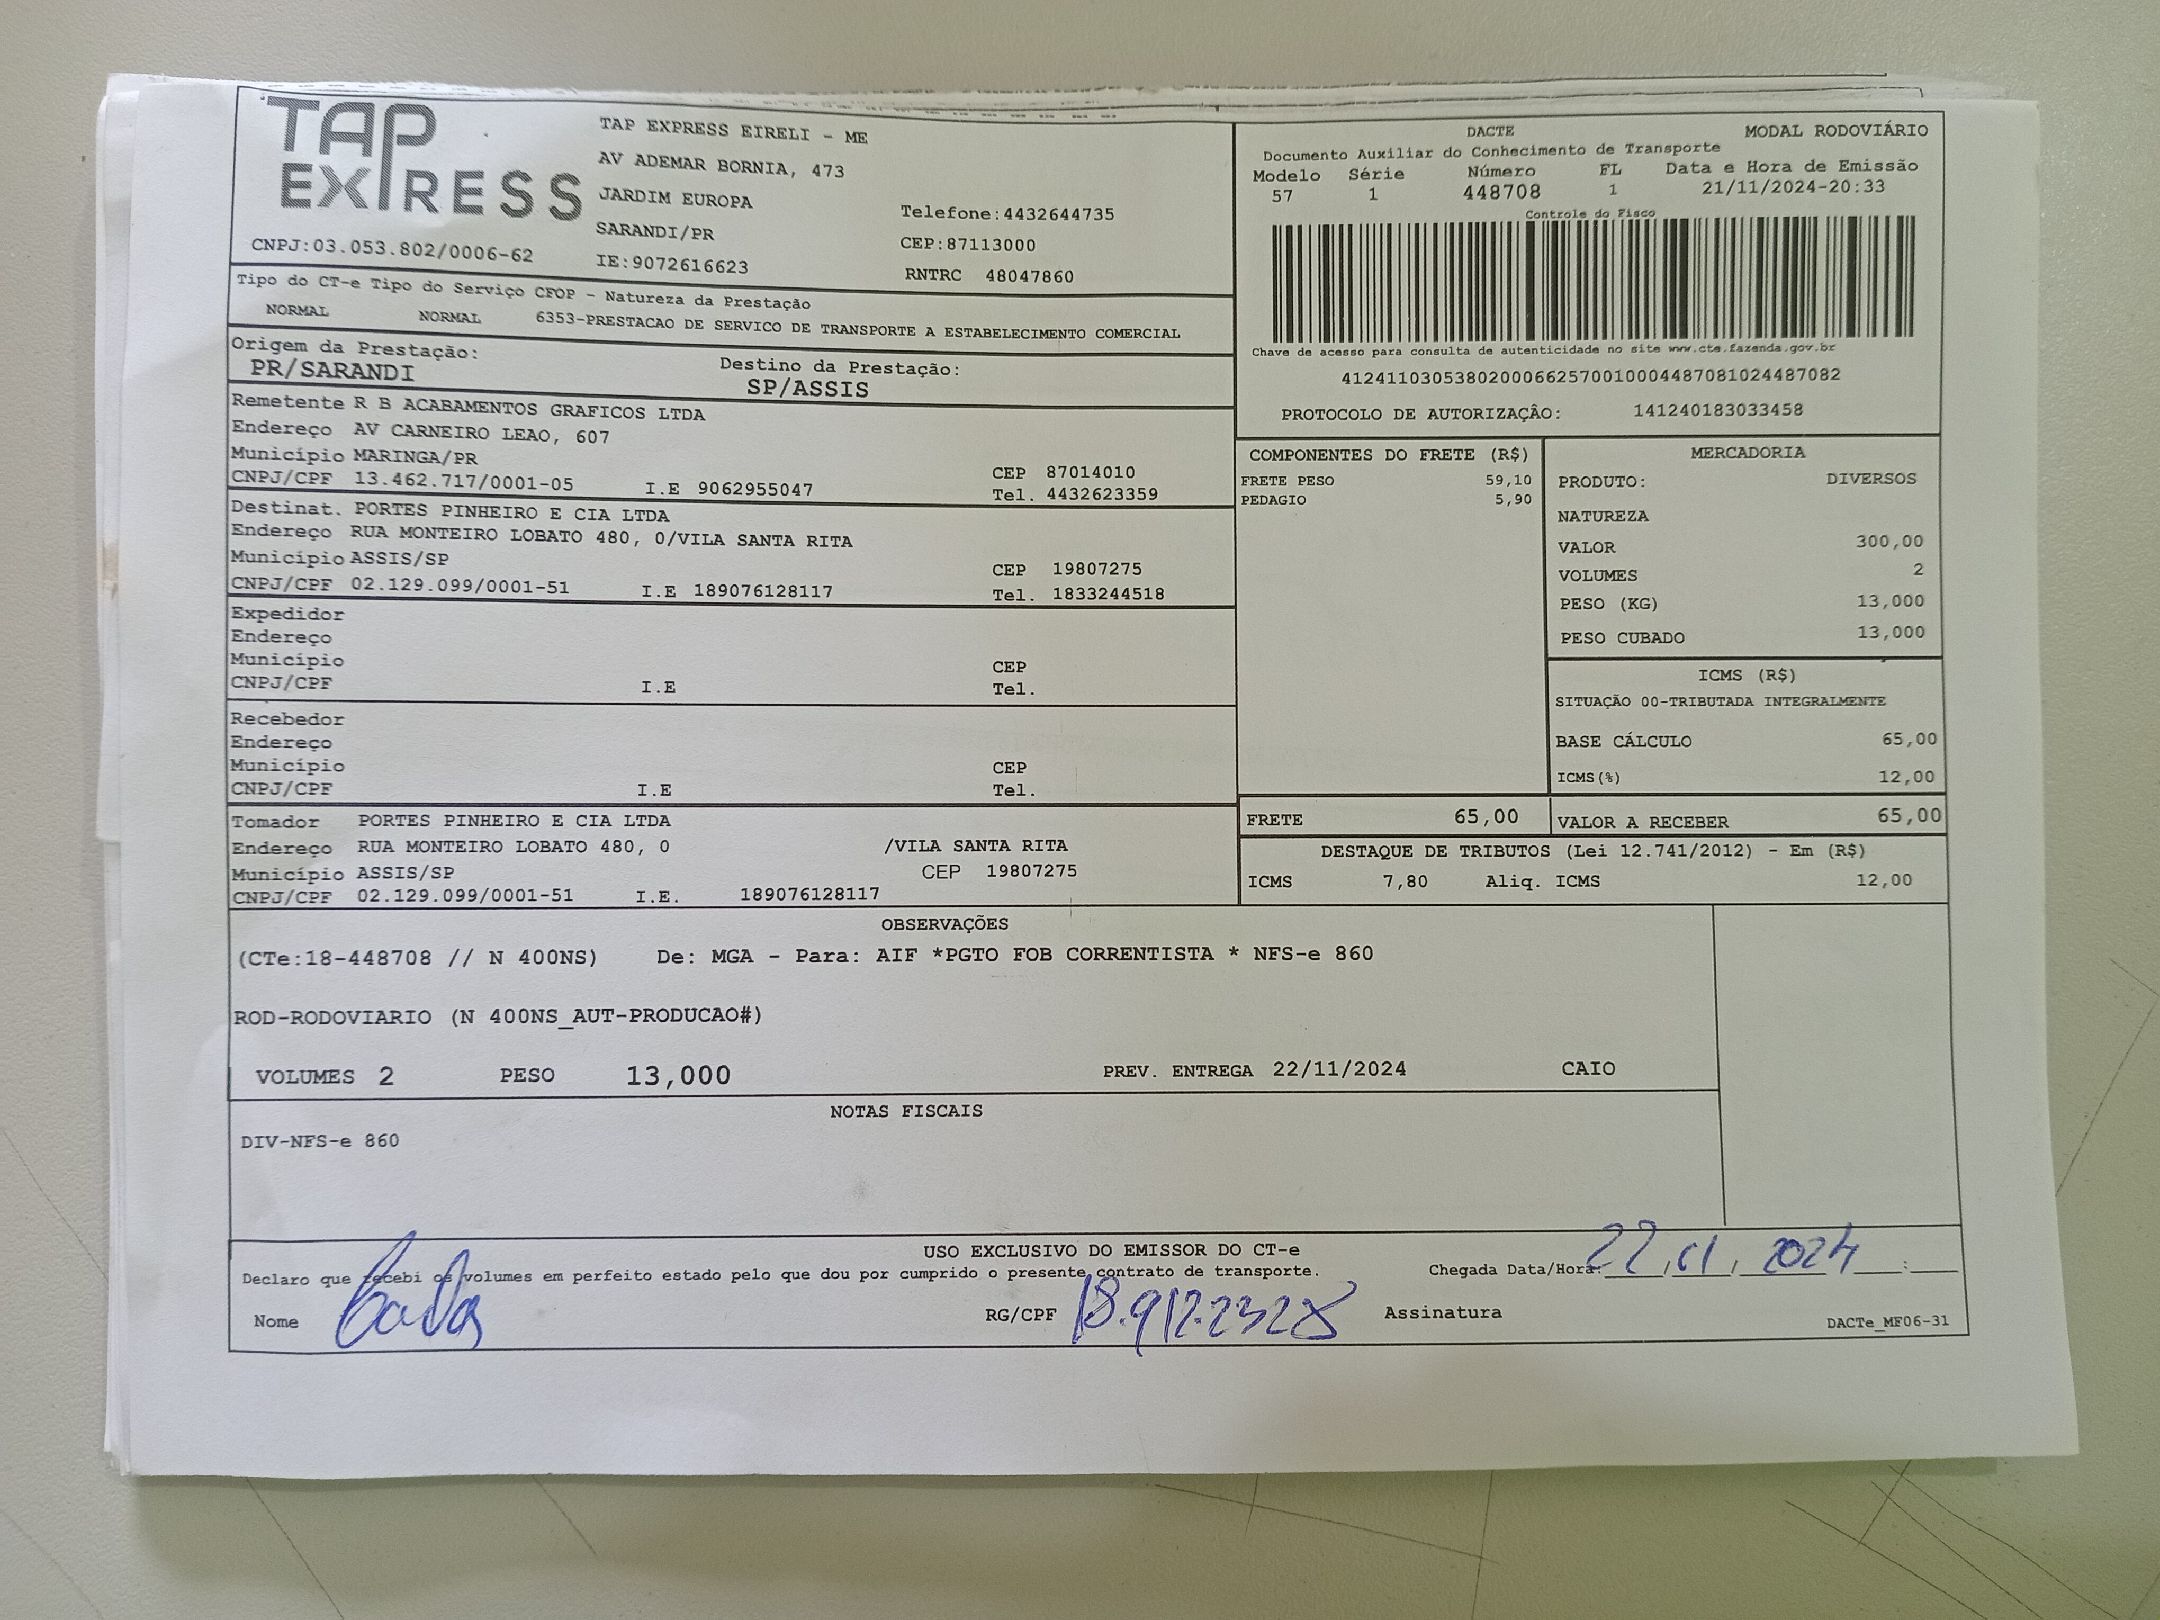 TAP EXPRESS
TAP EXPRESS EIRELI - ME
AV ADEMAR BORNIA, 473
JARDIM EUROPA
SARANDI/PR
Telefone:4432644735
CEP:87113000
CNPJ:03.053.802/0006-62
IE:9072616623
RNTRC 48047860
DACTE MODAL RODOVIÁRIO
Documento Auxiliar do Conhecimento de Transporte
Modelo Série Número FL Data e Hora de Emissão
57 1 448708 1 21/11/2024-20:33
Controle do Fisco
Chave de acesso para consulta de autenticidade no site www.cte.fazenda.gov.br
41241103053802000662570010004487081024487082
PROTOCOLO DE AUTORIZAÇÃO: 141240183033458
Tipo do CT-e Tipo do Serviço CFOP - Natureza da Prestação
NORMAL NORMAL 6353-PRESTACAO DE SERVICO DE TRANSPORTE A ESTABELECIMENTO COMERCIAL
Origem da Prestação: Destino da Prestação:
PR/SARANDI SP/ASSIS
Remetente R B ACABAMENTOS GRAFICOS LTDA
Endereço AV CARNEIRO LEAO, 607
Município MARINGA/PR CEP 87014010
CNPJ/CPF 13.462.717/0001-05 I.E 9062955047 Tel. 4432623359
Destinat. PORTES PINHEIRO E CIA LTDA
Endereço RUA MONTEIRO LOBATO 480, 0/VILA SANTA RITA
Município ASSIS/SP CEP 19807275
CNPJ/CPF 02.129.099/0001-51 I.E 189076128117 Tel. 1833244518
Expedidor
Endereço
Município CEP
CNPJ/CPF I.E Tel.
Recebedor
Endereço
Município CEP
CNPJ/CPF I.E Tel.
Tomador PORTES PINHEIRO E CIA LTDA
Endereço RUA MONTEIRO LOBATO 480, 0 /VILA SANTA RITA
Município ASSIS/SP CEP 19807275
CNPJ/CPF 02.129.099/0001-51 I.E. 189076128117
COMPONENTES DO FRETE (R$)
FRETE PESO 59,10
PEDAGIO 5,90
MERCADORIA
PRODUTO: DIVERSOS
NATUREZA
VALOR 300,00
VOLUMES 2
PESO (KG) 13,000
PESO CUBADO 13,000
ICMS (R$)
SITUAÇÃO 00-TRIBUTADA INTEGRALMENTE
BASE CÁLCULO 65,00
ICMS(%) 12,00
FRETE 65,00 VALOR A RECEBER 65,00
DESTAQUE DE TRIBUTOS (Lei 12.741/2012) - Em (R$)
ICMS 7,80 Aliq. ICMS 12,00
OBSERVAÇÕES
(CTe:18-448708 // N 400NS) De: MGA - Para: AIF *PGTO FOB CORRENTISTA * NFS-e 860
ROD-RODOVIARIO (N 400NS_AUT-PRODUCAO#)
VOLUMES 2 PESO 13,000 PREV. ENTREGA 22/11/2024 CAIO
NOTAS FISCAIS
DIV-NFS-e 860
USO EXCLUSIVO DO EMISSOR DO CT-e
Declaro que recebi os volumes em perfeito estado pelo que dou por cumprido o presente contrato de transporte. Chegada Data/Hora: 22 11 2024
Nome RG/CPF 18.912.2328 Assinatura
DACTe_MF06-31